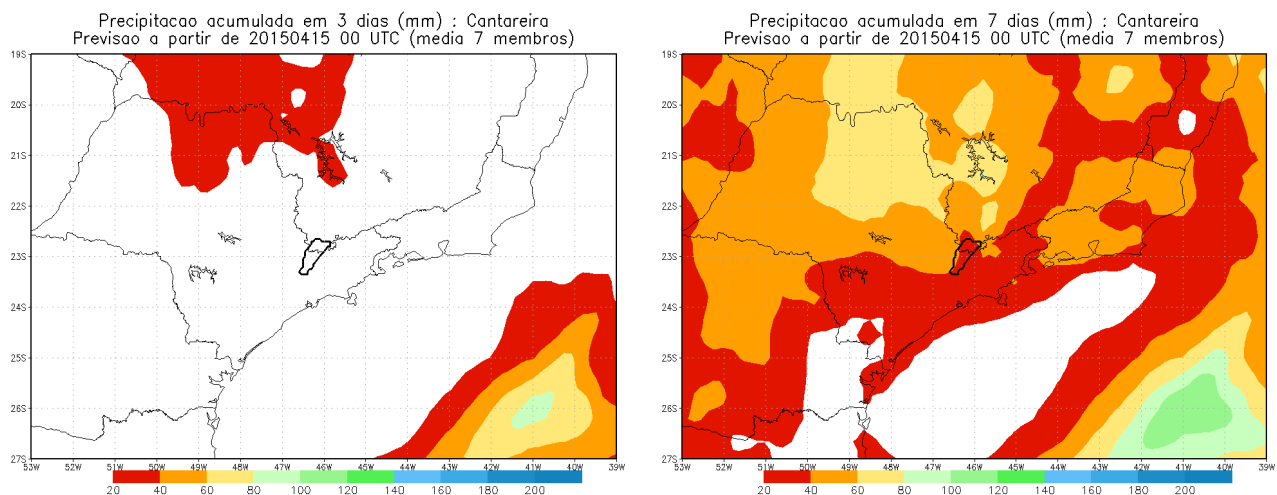 Precipitacao acumulada em 3 dias (mm) : Cantareira
Previsao a partir de 20150415 00 UTC (media 7 membros)
19S
20S
21S
22S
23S
24S
25S
26S
27S
53W 52W 51W 50W 49W 48W 47W 46W 45W 44W 43W 42W 41W 40W 39W
20 40 60 80 100 120 140 160 180 200
Precipitacao acumulada em 7 dias (mm) : Cantareira
Previsao a partir de 20150415 00 UTC (media 7 membros)
19S
20S
21S
22S
23S
24S
25S
26S
27S
53W 52W 51W 50W 49W 48W 47W 46W 45W 44W 43W 42W 41W 40W 39W
20 40 60 80 100 120 140 160 180 200